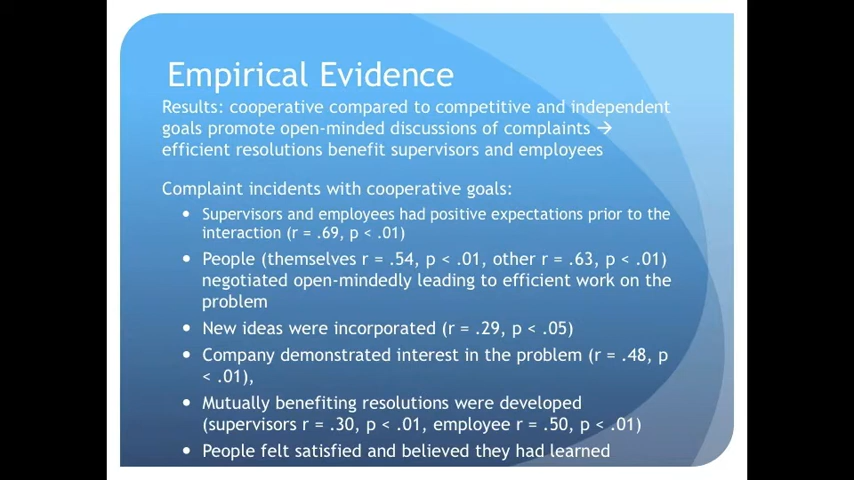 Empirical Evidence
Results: cooperative compared to competitive and independent
goals promote open-minded discussions of complaints →
efficient resolutions benefit supervisors and employees
Complaint incidents with cooperative goals:
• Supervisors and employees had positive expectations prior to the
interaction (r = .69, p < .01)
• People (themselves r = .54, p < .01, other r = .63, p < .01)
negotiated open-mindedly leading to efficient work on the
problem
• New ideas were incorporated (r = .29, p < .05)
• Company demonstrated interest in the problem (r = .48, p
< .01),
• Mutually benefiting resolutions were developed
(supervisors r = .30, p < .01, employee r = .50, p < .01)
• People felt satisfied and believed they had learned